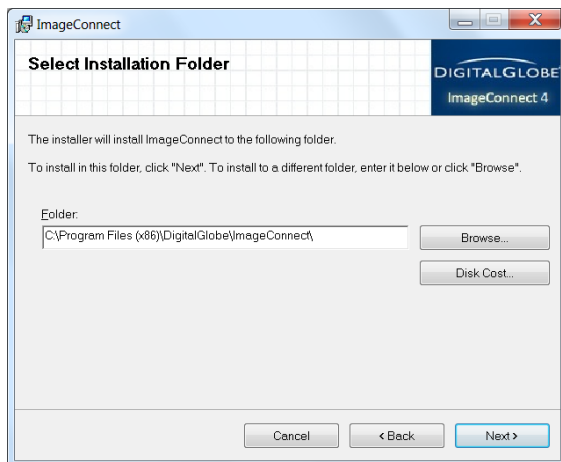 ImageConnect
Select Installation Folder
DIGITALGLOBE
ImageConnect 4
The installer will install ImageConnect to the following folder.
To install in this folder, click "Next". To install to a different folder, enter it below or click "Browse".
Folder:
C:\Program Files (x86)\DigitalGlobe\ImageConnect\
Browse...
Disk Cost...
Cancel
< Back
Next >